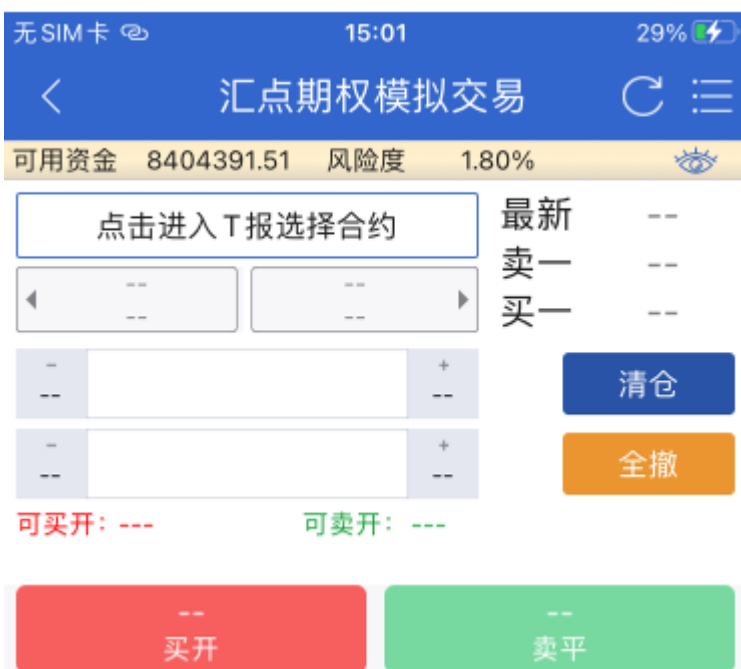 无SIM卡 15:01 29%
汇点期权模拟交易
可用资金 8404391.51 风险度 1.80%
点击进入T报选择合约 最新 --
卖一 --
-- --
-- -- 买一 --
- +
-- -- 清仓
- +
-- -- 全撤
可买开: --- 可卖开: ---
-- --
买开 卖平